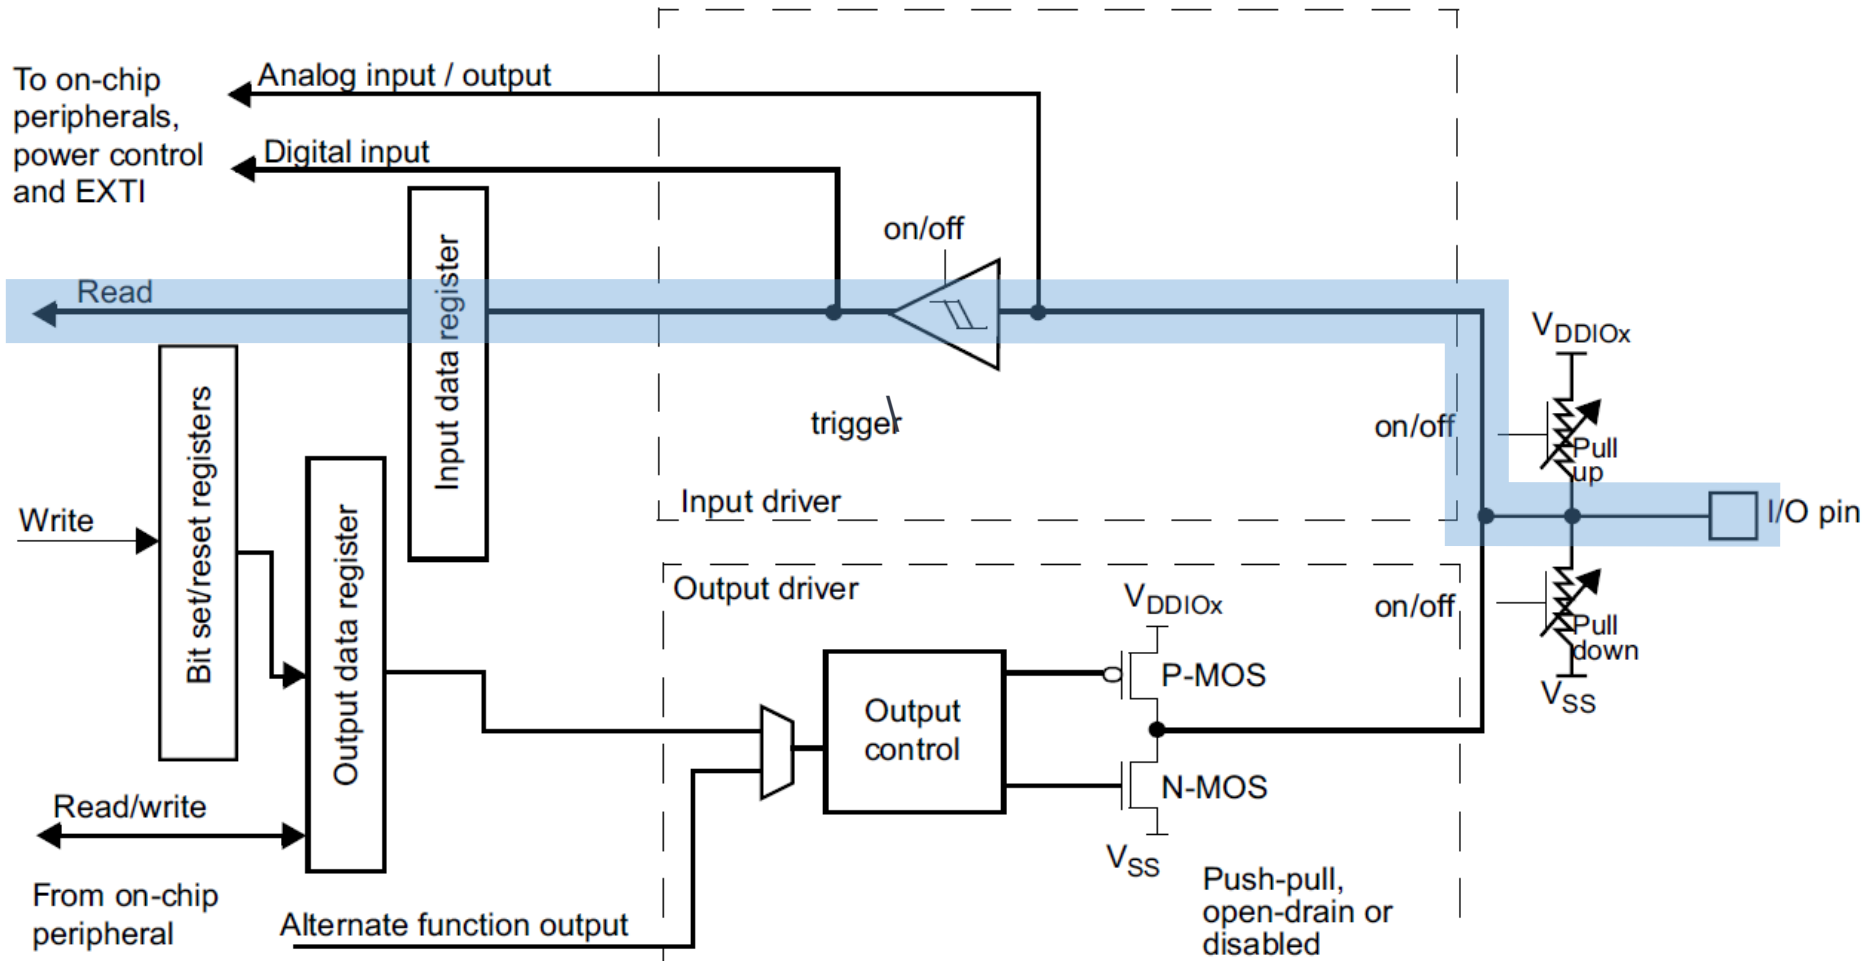 To on-chip
peripherals,
power control
and EXTI
Analog input / output
Digital input
on/off
Read
Input data register
trigger
Input driver
on/off
VDDIOx
Pull
up
I/O pin
Bit set/reset registers
Write
Output data register
Output driver
VDDIOx
on/off
Pull
down
VSS
P-MOS
Output
control
N-MOS
VSS
Read/write
From on-chip
peripheral
Alternate function output
Push-pull,
open-drain or
disabled